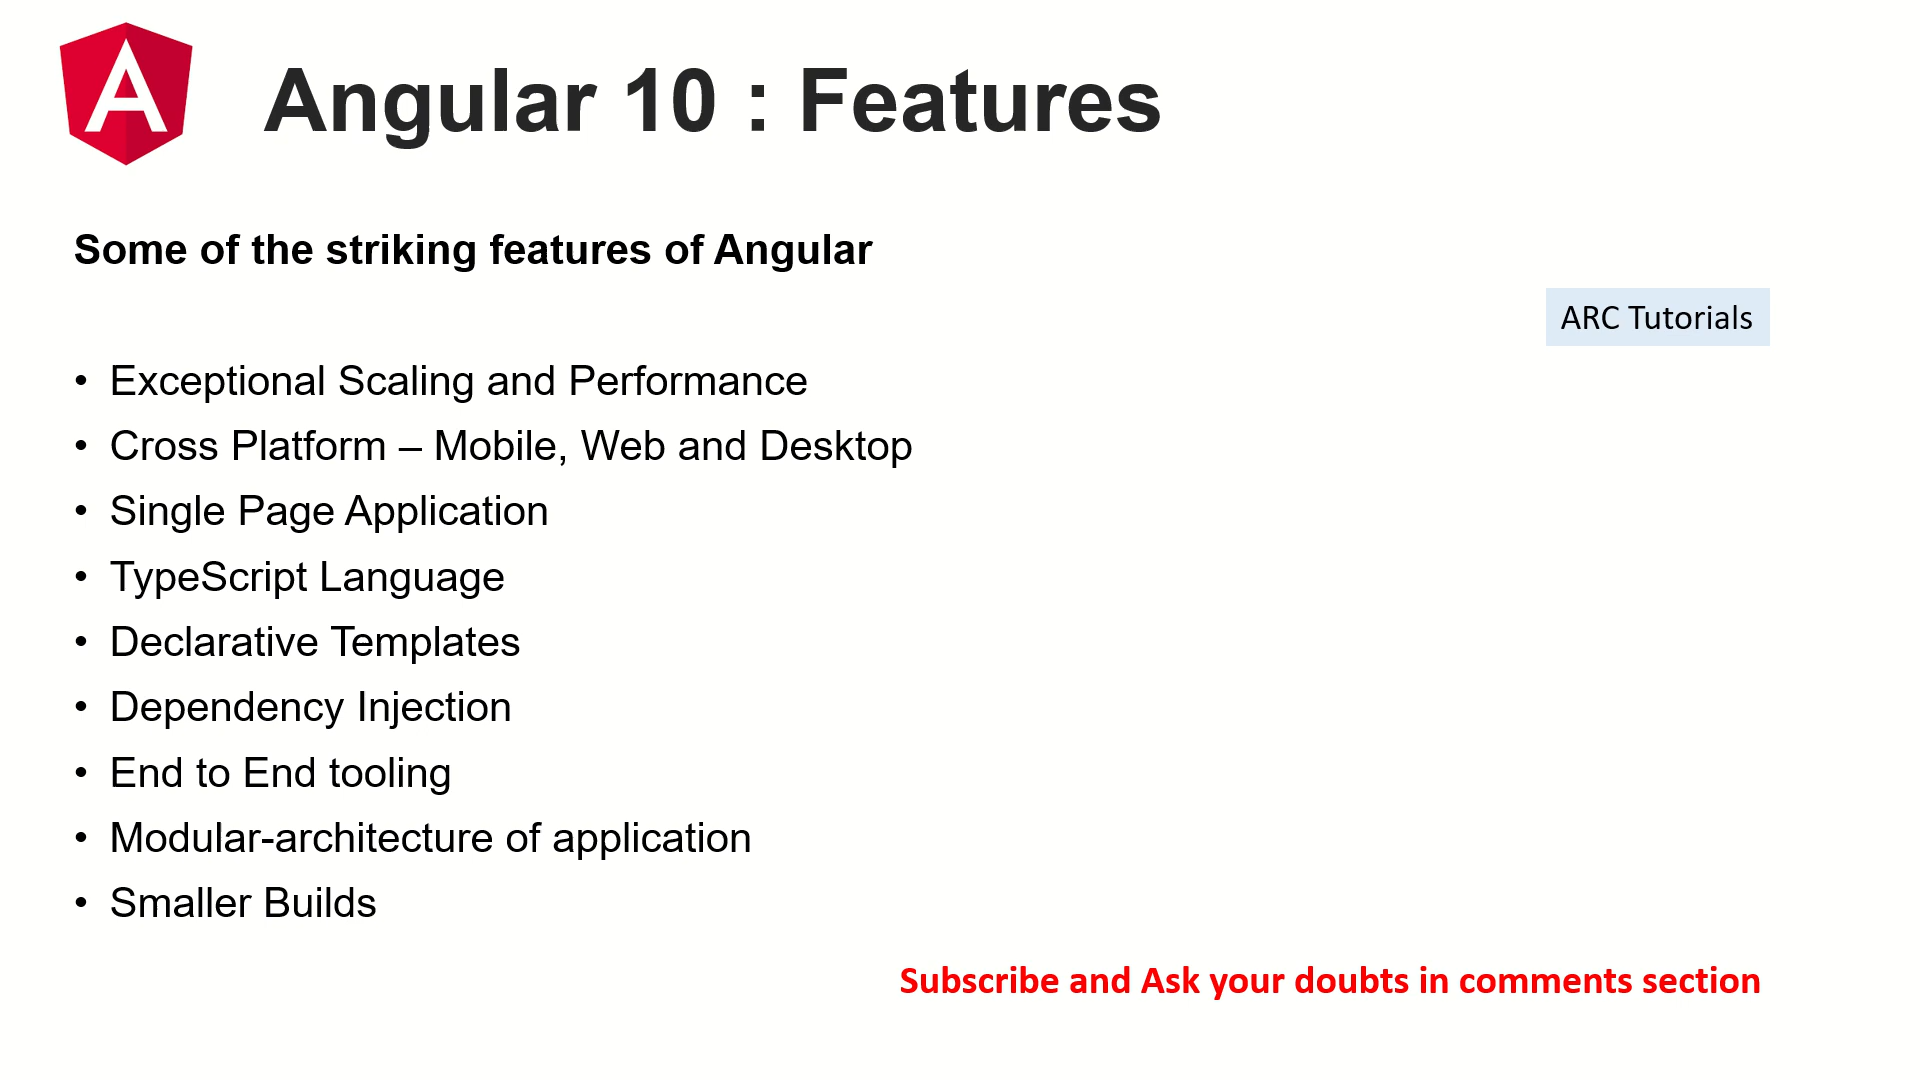 Angular 10 : Features
Some of the striking features of Angular
ARC Tutorials
• Exceptional Scaling and Performance
• Cross Platform – Mobile, Web and Desktop
• Single Page Application
• TypeScript Language
• Declarative Templates
• Dependency Injection
• End to End tooling
• Modular-architecture of application
• Smaller Builds
Subscribe and Ask your doubts in comments section